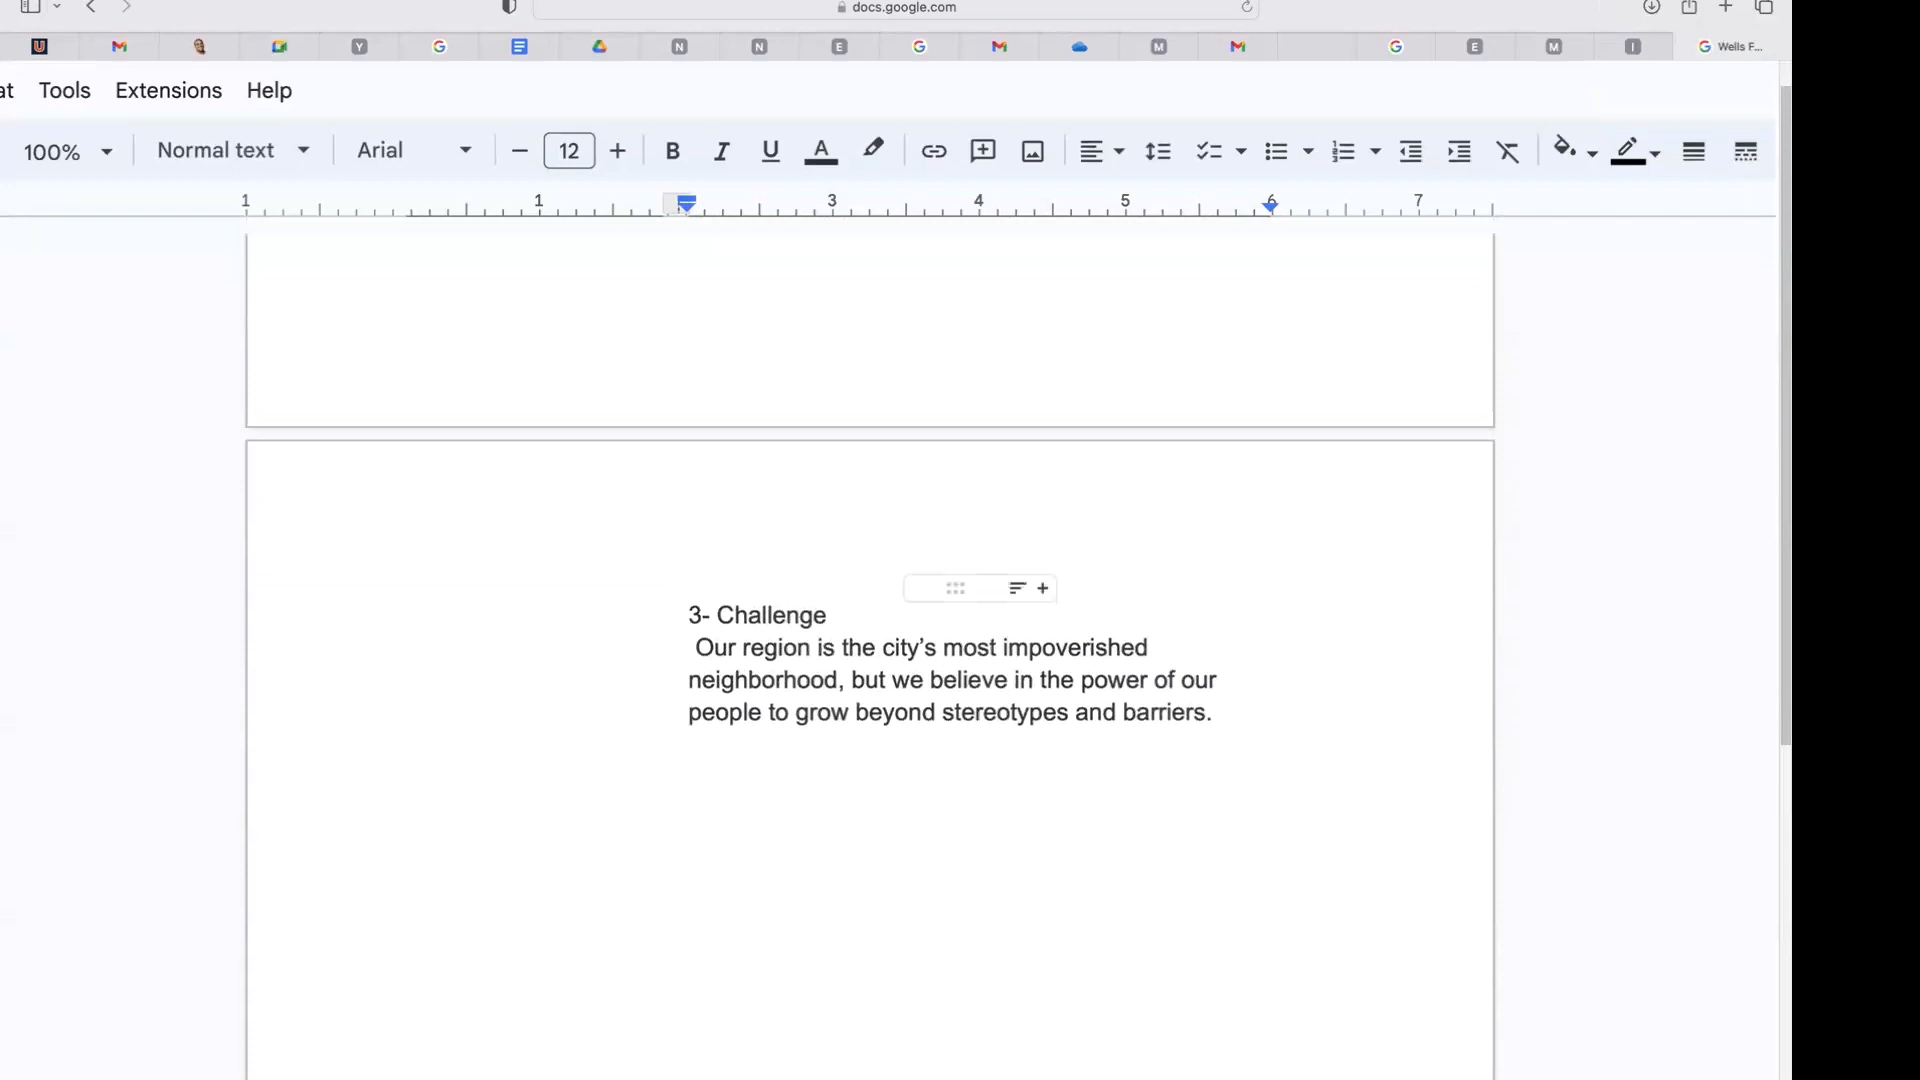 docs.google.com
U Y G N N E G M G E M I G Wells F...
at Tools Extensions Help
100% Normal text Arial − 12 + B I U A
1 1 3 4 5 6 7
3- Challenge
Our region is the city’s most impoverished
neighborhood, but we believe in the power of our
people to grow beyond stereotypes and barriers.